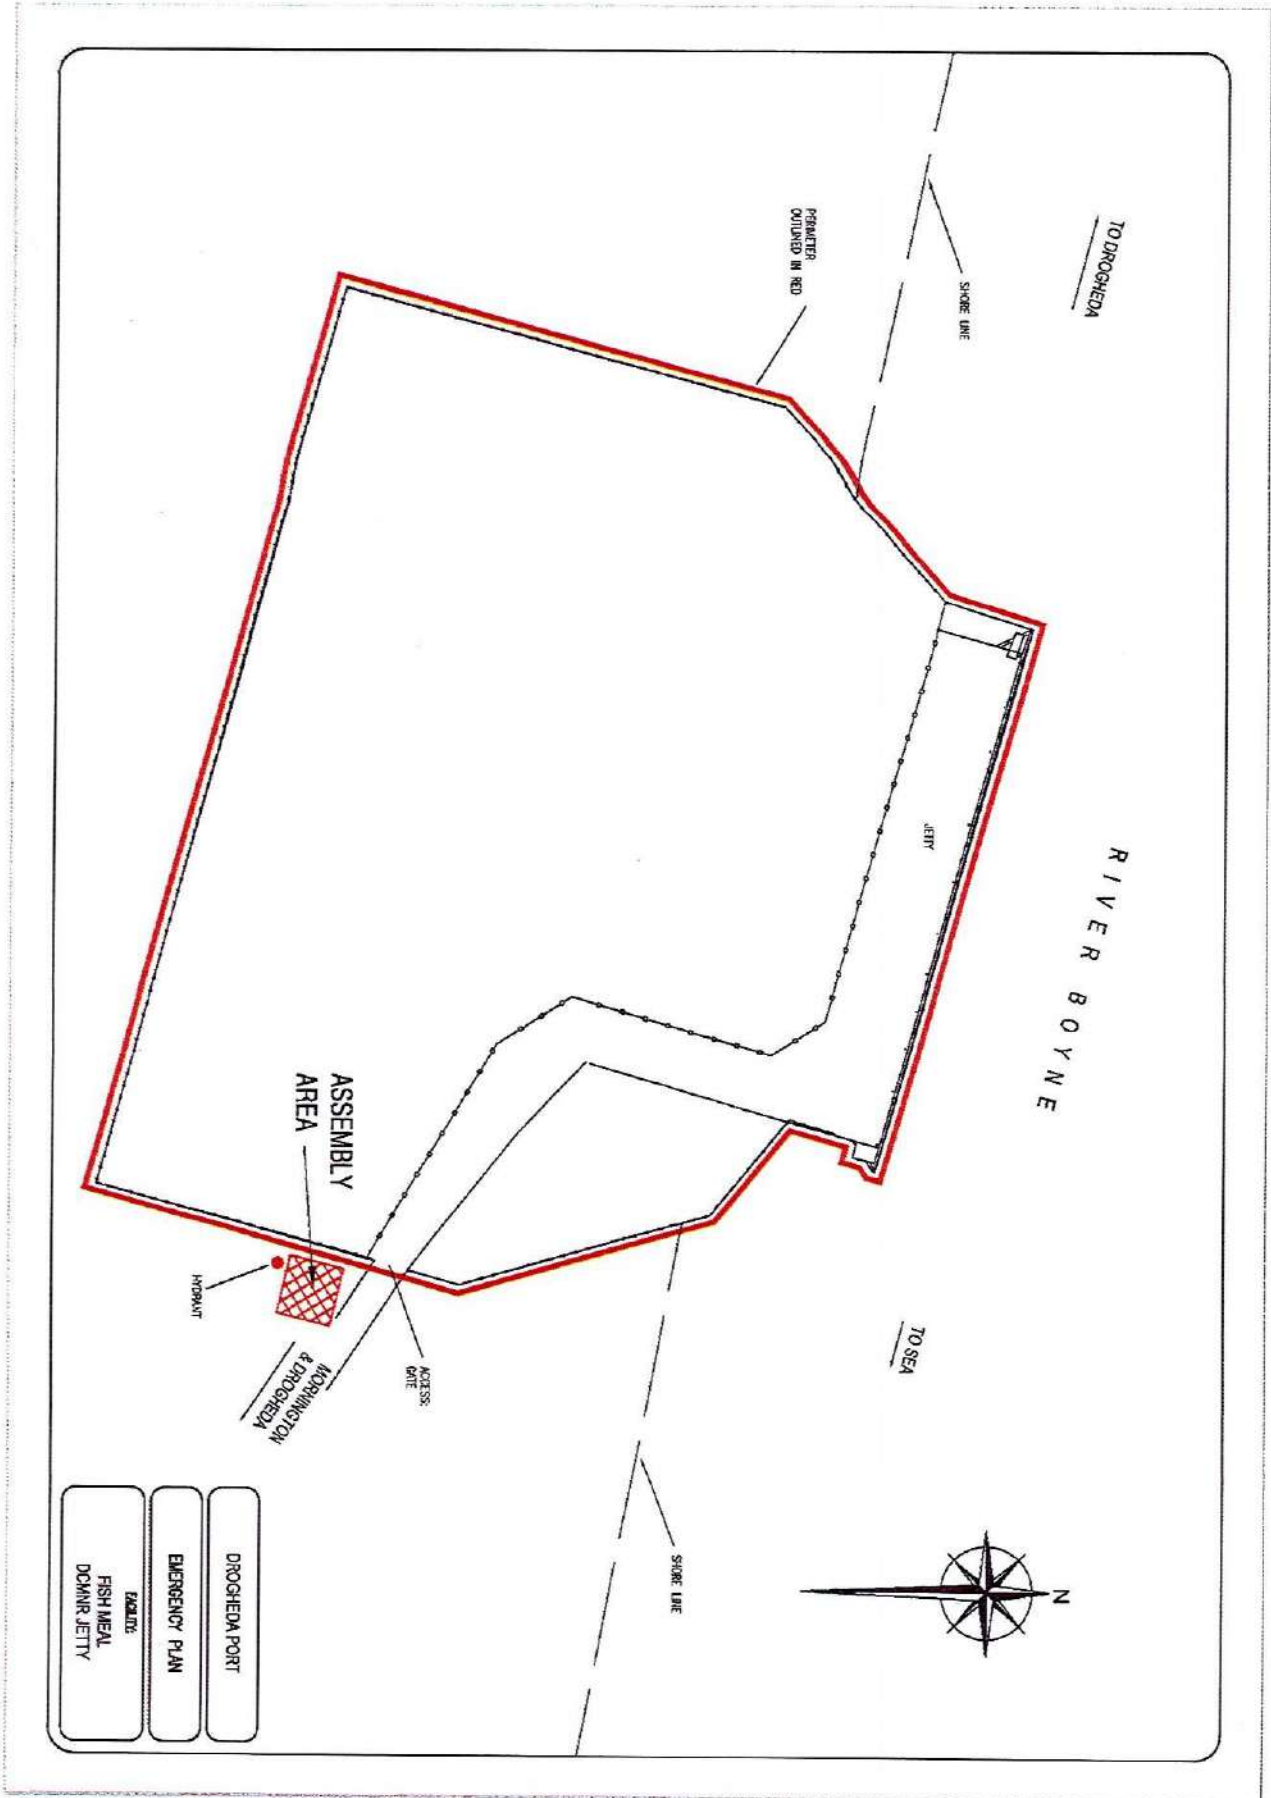 TO DROGHEDA
SHORE LINE
PERIMETER
OUTLINED IN RED
RIVER BOYNE
JETTY
ASSEMBLY
AREA
HYDRANT
ACCESS
GATE
MORNINGTON
& DROGHEDA
TO SEA
SHORE LINE
N
DROGHEDA PORT
EMERGENCY PLAN
FACILITY:
FISH MEAL
DCMNR JETTY